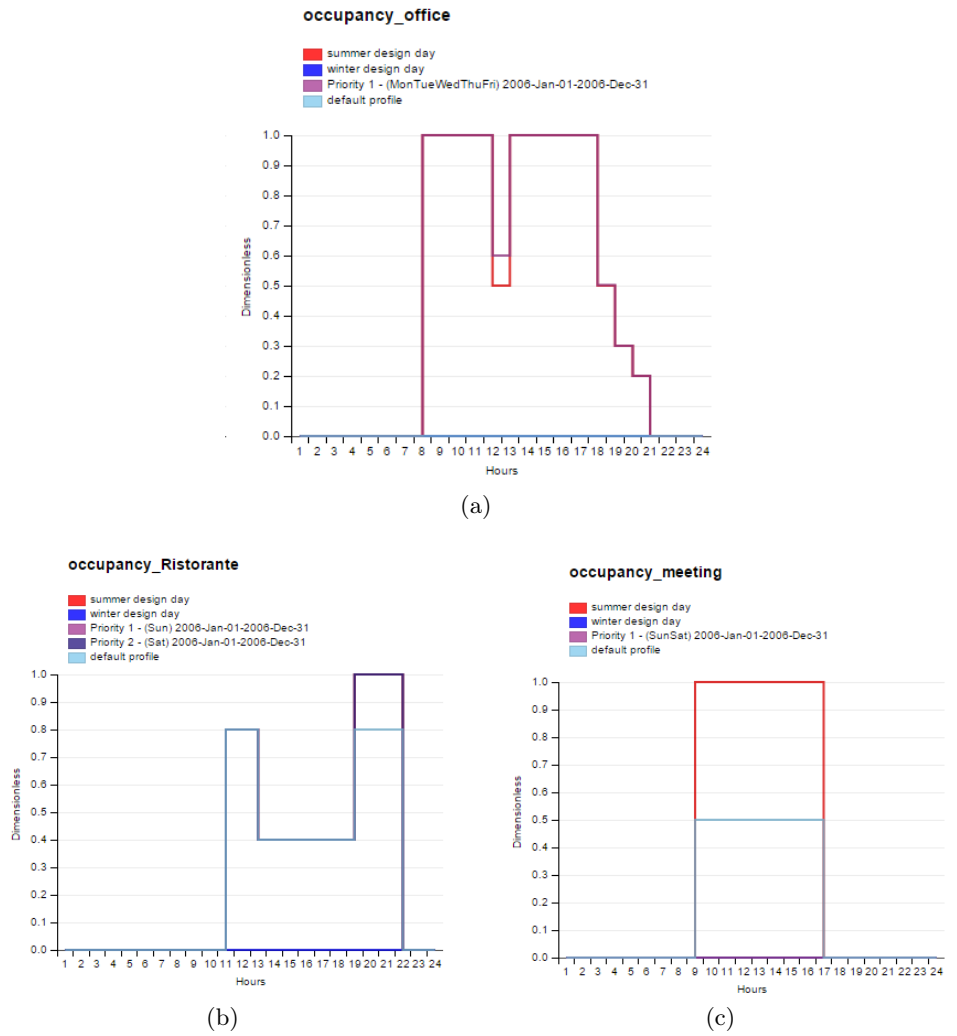 occupancy_office
summer design day
winter design day
Priority 1 - (MonTueWedThuFri) 2006-Jan-01-2006-Dec-31
default profile
1.0
0.9
0.8
0.7
0.6
0.5
0.4
0.3
0.2
0.1
0.0
Dimensionless
1 2 3 4 5 6 7 8 9 10 11 12 13 14 15 16 17 18 19 20 21 22 23 24
Hours
(a)
occupancy_Ristorante
summer design day
winter design day
Priority 1 - (Sun) 2006-Jan-01-2006-Dec-31
Priority 2 - (Sat) 2006-Jan-01-2006-Dec-31
default profile
1.0
0.9
0.8
0.7
0.6
0.5
0.4
0.3
0.2
0.1
0.0
Dimensionless
1 2 3 4 5 6 7 8 9 10 11 12 13 14 15 16 17 18 19 20 21 22 23 24
Hours
(b)
occupancy_meeting
summer design day
winter design day
Priority 1 - (SunSat) 2006-Jan-01-2006-Dec-31
default profile
1.0
0.9
0.8
0.7
0.6
0.5
0.4
0.3
0.2
0.1
0.0
Dimensionless
1 2 3 4 5 6 7 8 9 10 11 12 13 14 15 16 17 18 19 20 21 22 23 24
Hours
(c)